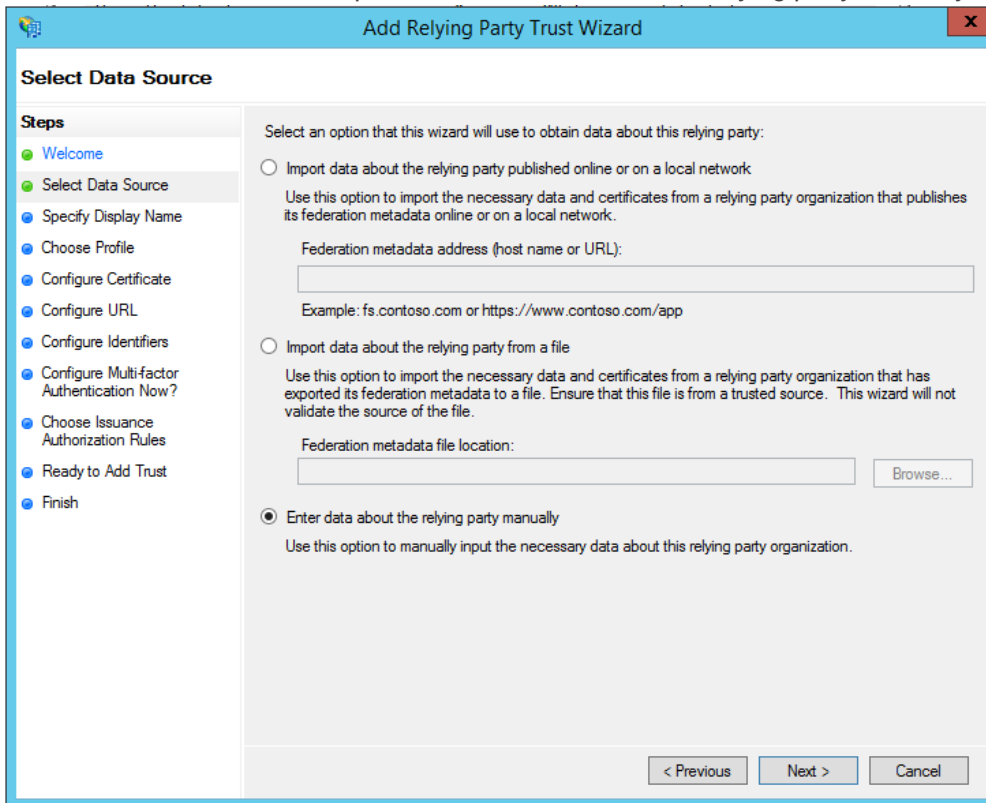 Add Relying Party Trust Wizard
x
Select Data Source
Steps
Welcome
Select Data Source
Specify Display Name
Choose Profile
Configure Certificate
Configure URL
Configure Identifiers
Configure Multi-factor
Authentication Now?
Choose Issuance
Authorization Rules
Ready to Add Trust
Finish
Select an option that this wizard will use to obtain data about this relying party:
Import data about the relying party published online or on a local network
Use this option to import the necessary data and certificates from a relying party organization that publishes
its federation metadata online or on a local network.
Federation metadata address (host name or URL):
Example: fs.contoso.com or https://www.contoso.com/app
Import data about the relying party from a file
Use this option to import the necessary data and certificates from a relying party organization that has
exported its federation metadata to a file. Ensure that this file is from a trusted source. This wizard will not
validate the source of the file.
Federation metadata file location:
Browse...
Enter data about the relying party manually
Use this option to manually input the necessary data about this relying party organization.
< Previous
Next >
Cancel